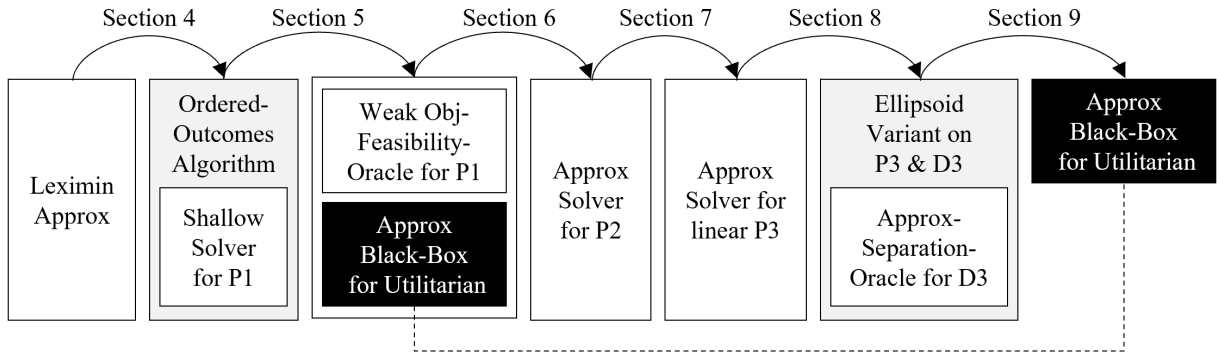 Section 4
Section 5
Section 6
Section 7
Section 8
Section 9
Leximin
Approx
Ordered-
Outcomes
Algorithm
Shallow
Solver
for P1
Weak Obj-
Feasibility-
Oracle for P1
Approx
Black-Box
for Utilitarian
Approx
Solver
for P2
Approx
Solver for
linear P3
Ellipsoid
Variant on
P3 & D3
Approx-
Separation-
Oracle for D3
Approx
Black-Box
for Utilitarian